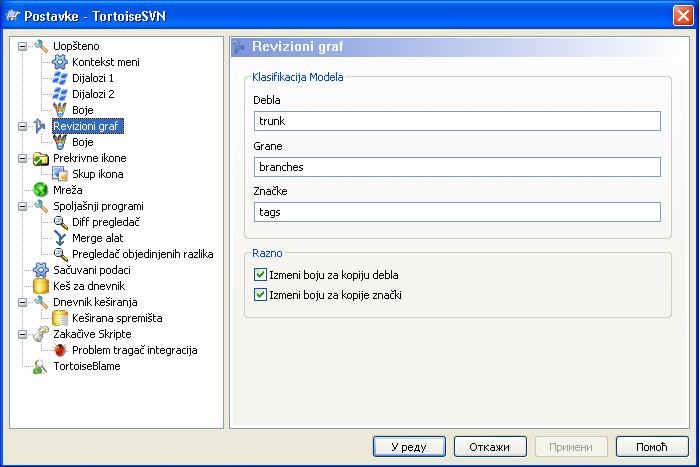 Postavke - TortoiseSVN
Uopšteno
Kontekst meni
Dijalozi 1
Dijalozi 2
Boje
Revizioni graf
Boje
Prekrivne ikone
Skup ikona
Mreža
Spoljašnji programi
Diff pregledač
Merge alat
Pregledač objedinjenih razlika
Sačuvani podaci
Keš za dnevnik
Dnevnik keširanja
Keširana spremišta
Zakačive Skripte
Problem tragač integracija
TortoiseBlame
Revizioni graf
Klasifikacija Modela
Debla
trunk
Grane
branches
Značke
tags
Razno
Izmeni boju za kopiju debla
Izmeni boju za kopije znački
У реду
Откажи
Примени
Помоћ